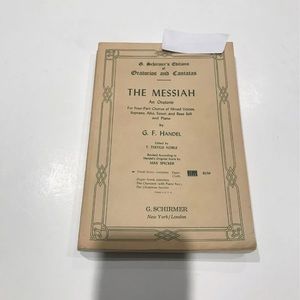 G. Schirmer's Editions
of
Oratorios and Cantatas
THE MESSIAH
An Oratorio
For Four-Part Chorus of Mixed Voices
Soprano, Alto, Tenor and Bass Soli
and Piano
by
G. F. HANDEL
Edited by
T. TERTIUS NOBLE
Revised According to
Handel's Original Score by
MAX SPICKER
G. SCHIRMER
New York/London